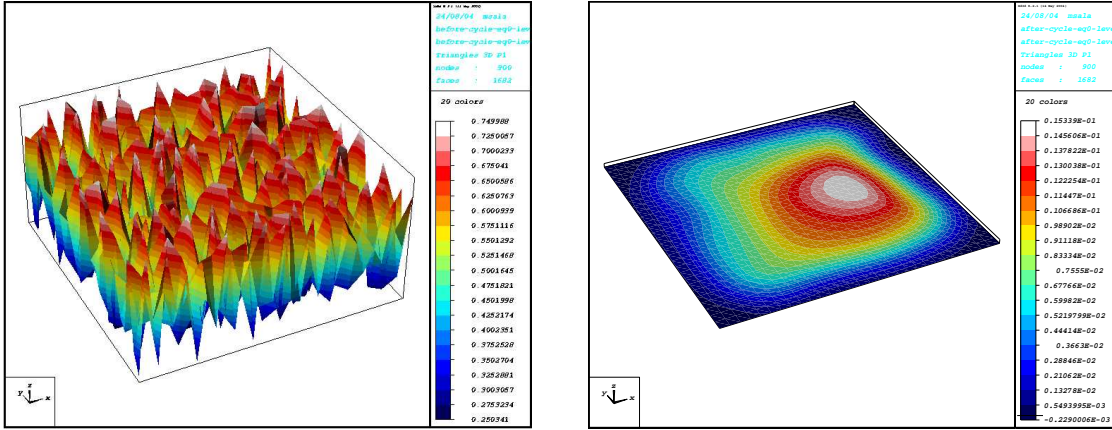 24/08/04 msala
before-cycle-eq0-lev
before-cycle-eq0-lev
Triangles 3D P1
nodes : 900
faces : 1682
20 colors
0.749988
0.7250057
0.7000233
0.675041
0.6500586
0.6250763
0.6000939
0.5751116
0.5501292
0.5251468
0.5001645
0.4751821
0.4501998
0.4252174
0.4002351
0.3752528
0.3502704
0.3252881
0.3003057
0.2753234
0.250341
z
y
x
24/08/04 msala
after-cycle-eq0-leve
after-cycle-eq0-leve
Triangles 3D P1
nodes : 900
faces : 1682
20 colors
0.15339E-01
0.145606E-01
0.137822E-01
0.130038E-01
0.122254E-01
0.11447E-01
0.106686E-01
0.98902E-02
0.91118E-02
0.83334E-02
0.7555E-02
0.67766E-02
0.59982E-02
0.5219799E-02
0.44414E-02
0.3663E-02
0.28846E-02
0.21062E-02
0.13278E-02
0.5493995E-03
-0.2290006E-03
z
y
x